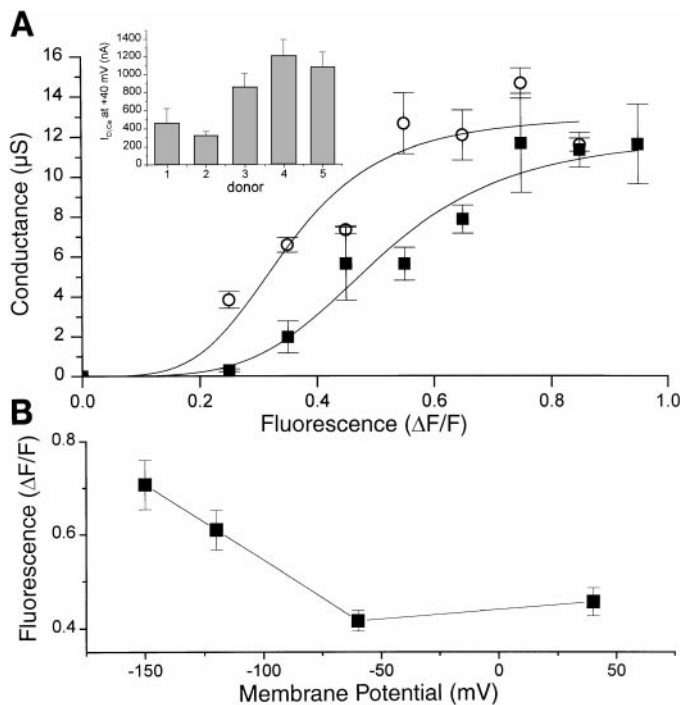 A
I_Cl,Ca at +40 mV (nA)
1400
1200
1000
800
600
400
200
0
1 2 3 4 5
donor
Conductance (µS)
16
14
12
10
8
6
4
2
0
0.0 0.2 0.4 0.6 0.8 1.0
Fluorescence (ΔF/F)
B
Fluorescence (ΔF/F)
0.8
0.6
0.4
-150 -100 -50 0 50
Membrane Potential (mV)